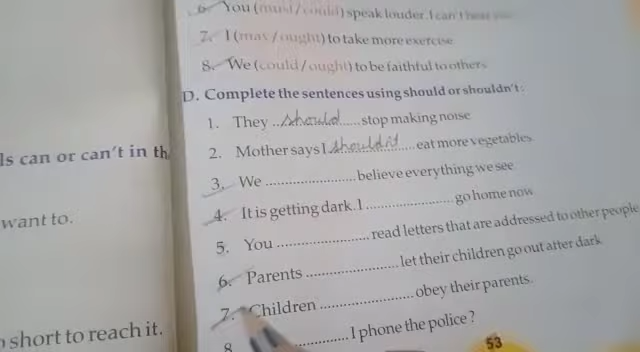 6. You (must/could) speak louder. I can't hear you
7. I (may/ought) to take more exercise
8. We (could/ought) to be faithful to others
D. Complete the sentences using should or shouldn't:
1. They ..should.....stop making noise
2. Mother says I shouldn't.....eat more vegetables.
3. We ........................ believe everything we see
4. It is getting dark. I ....................... go home now
5. You ........................ read letters that are addressed to other people
6. Parents ........................ let their children go out after dark
7. Children ........................ obey their parents.
8 .............. I phone the police?
53
ls can or can't in th
want to.
short to reach it.